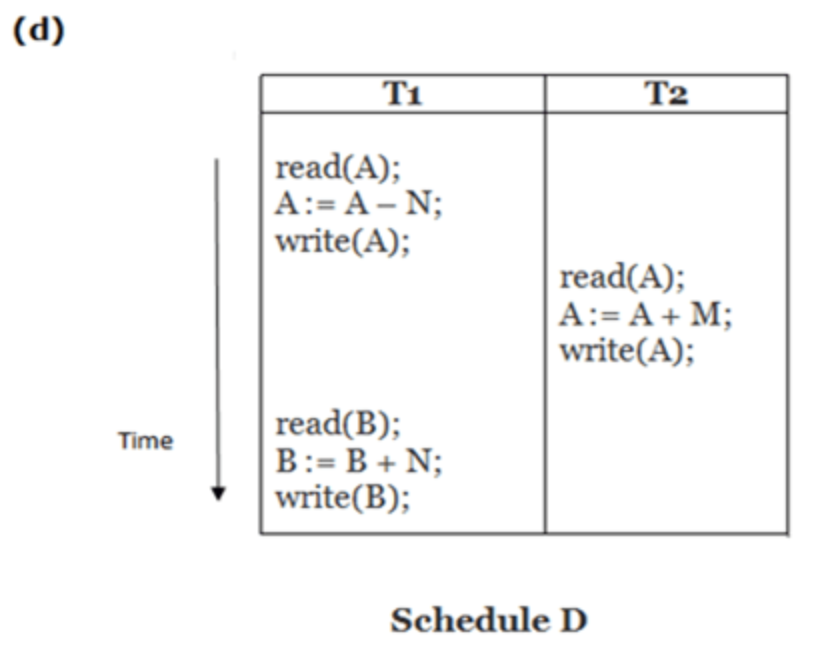 (d)
T1 T2
read(A);
A := A – N;
write(A);
read(A);
A := A + M;
write(A);
Time
read(B);
B := B + N;
write(B);
Schedule D